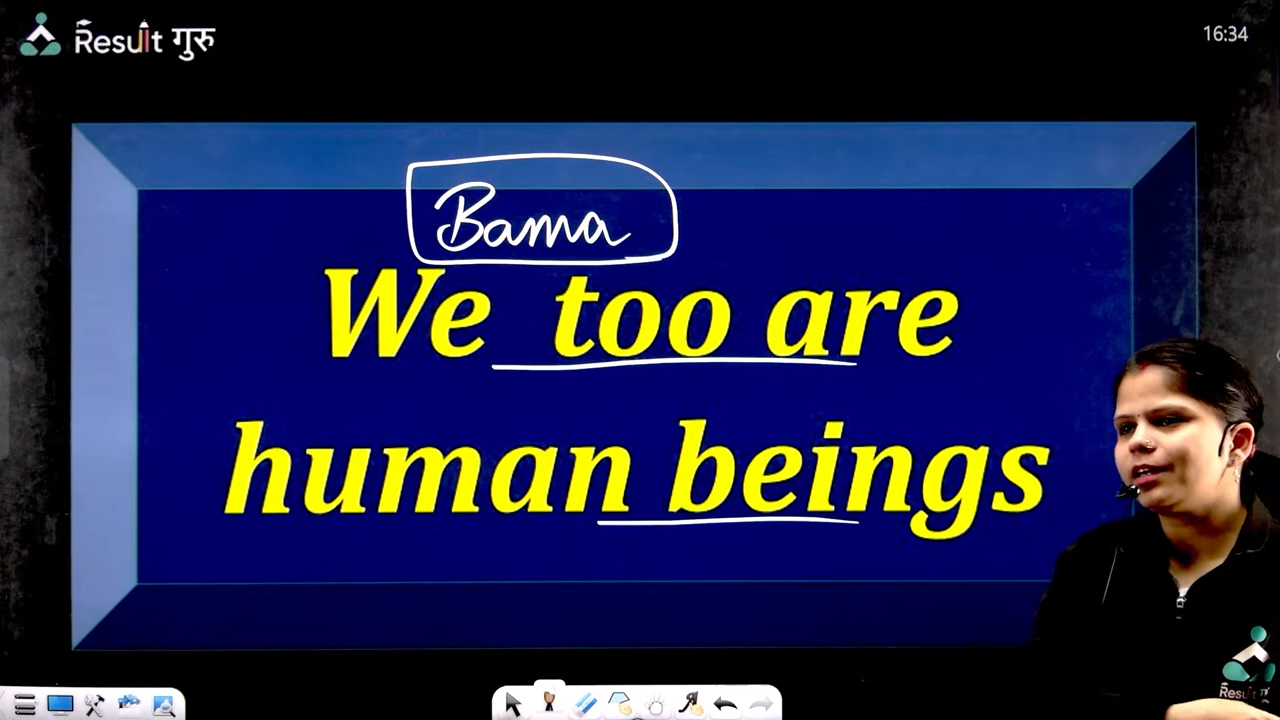 Result गुरु
16:34
Bama
We too are
human beings